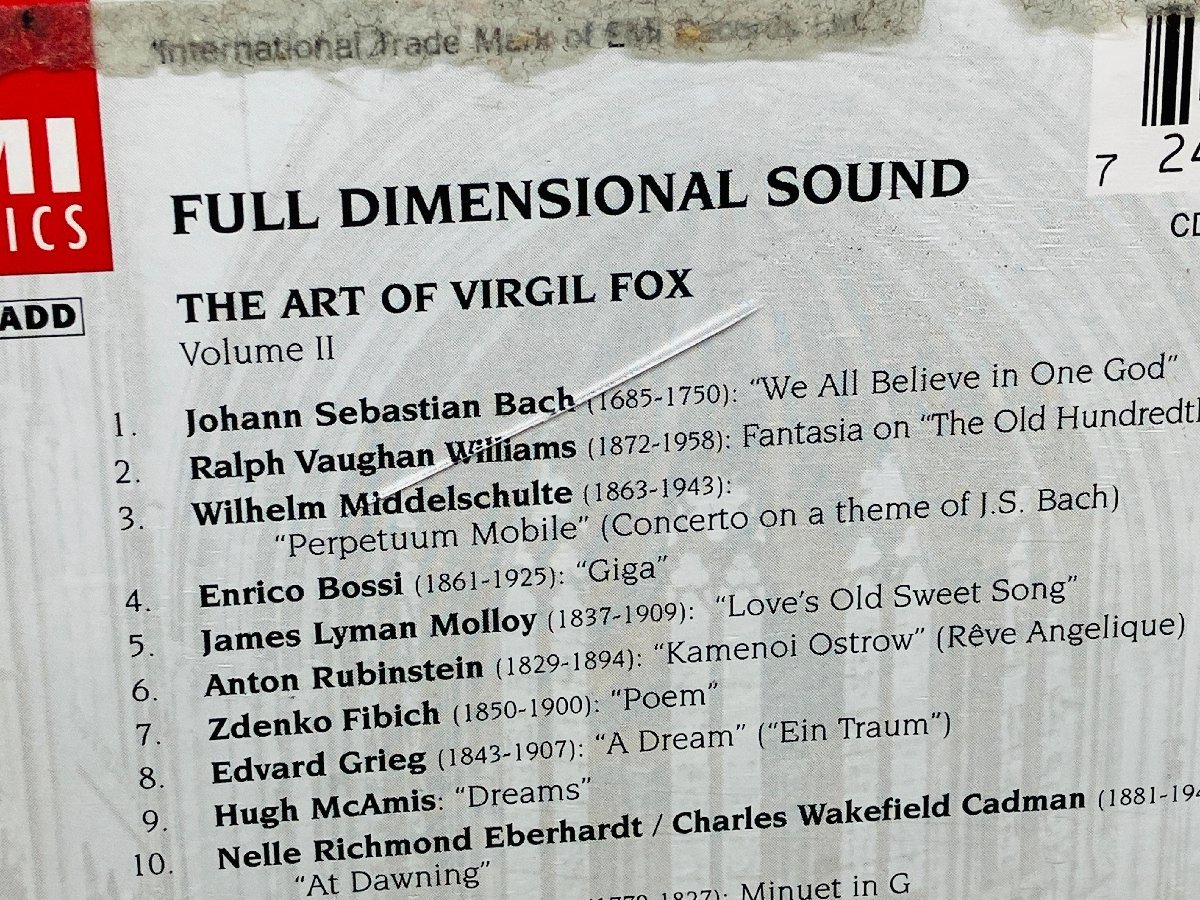 *International Trade Mark of EMI Records
MI
ICS
ADD
7 24
CD
FULL DIMENSIONAL SOUND
THE ART OF VIRGIL FOX
Volume II
1. Johann Sebastian Bach (1685-1750): “We All Believe in One God”
2. Ralph Vaughan Williams (1872-1958): Fantasia on “The Old Hundredth
3. Wilhelm Middelschulte (1863-1943):
“Perpetuum Mobile” (Concerto on a theme of J.S. Bach)
4. Enrico Bossi (1861-1925): “Giga”
5. James Lyman Molloy (1837-1909): “Love’s Old Sweet Song”
6. Anton Rubinstein (1829-1894): “Kamenoi Ostrow” (Rêve Angelique)
7. Zdenko Fibich (1850-1900): “Poem”
8. Edvard Grieg (1843-1907): “A Dream” (“Ein Traum”)
9. Hugh McAmis: “Dreams”
10. Nelle Richmond Eberhardt / Charles Wakefield Cadman (1881-194
“At Dawning”
(1770-1827): Minuet in G